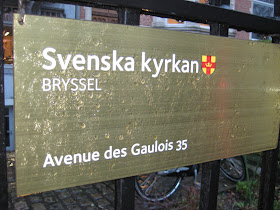 Svenska kyrkan
BRYSSEL
Avenue des Gaulois 35